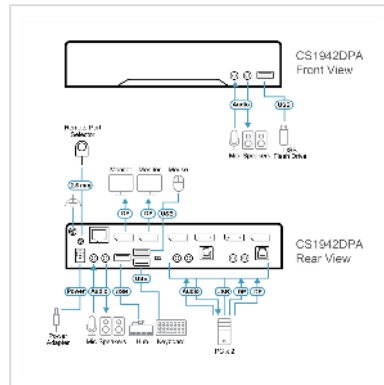 CS1942DPA
Front View
Audio
USB
Mic
Speakers
USB
Flash Drive
Remote Port
Selector
Monitor
Monitor
Mouse
2.5 mm
DP
DP
USB
CS1942DPA
Rear View
Power
Audio
USB
USB
Audio
USB
DP
DP
Power
Adapter
Mic
Speakers
Hub
Keyboard
PC x 2